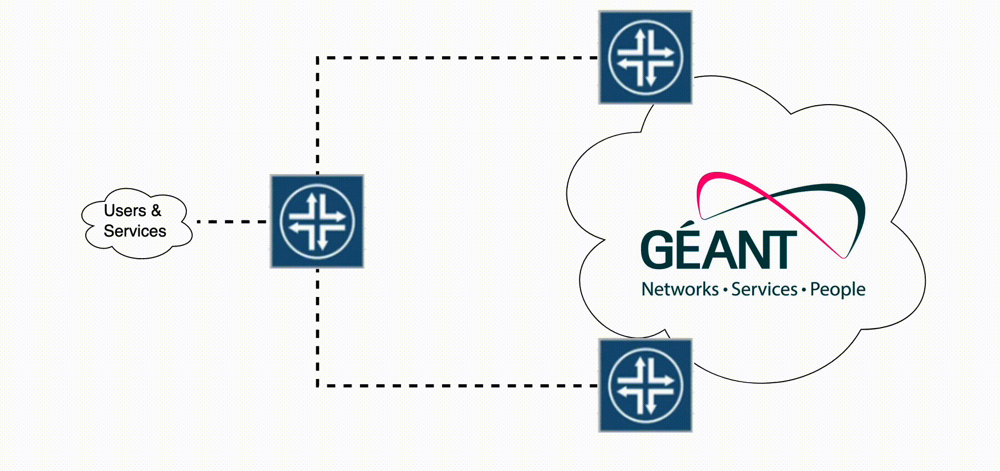 Users &
Services
GÉANT
Networks • Services • People